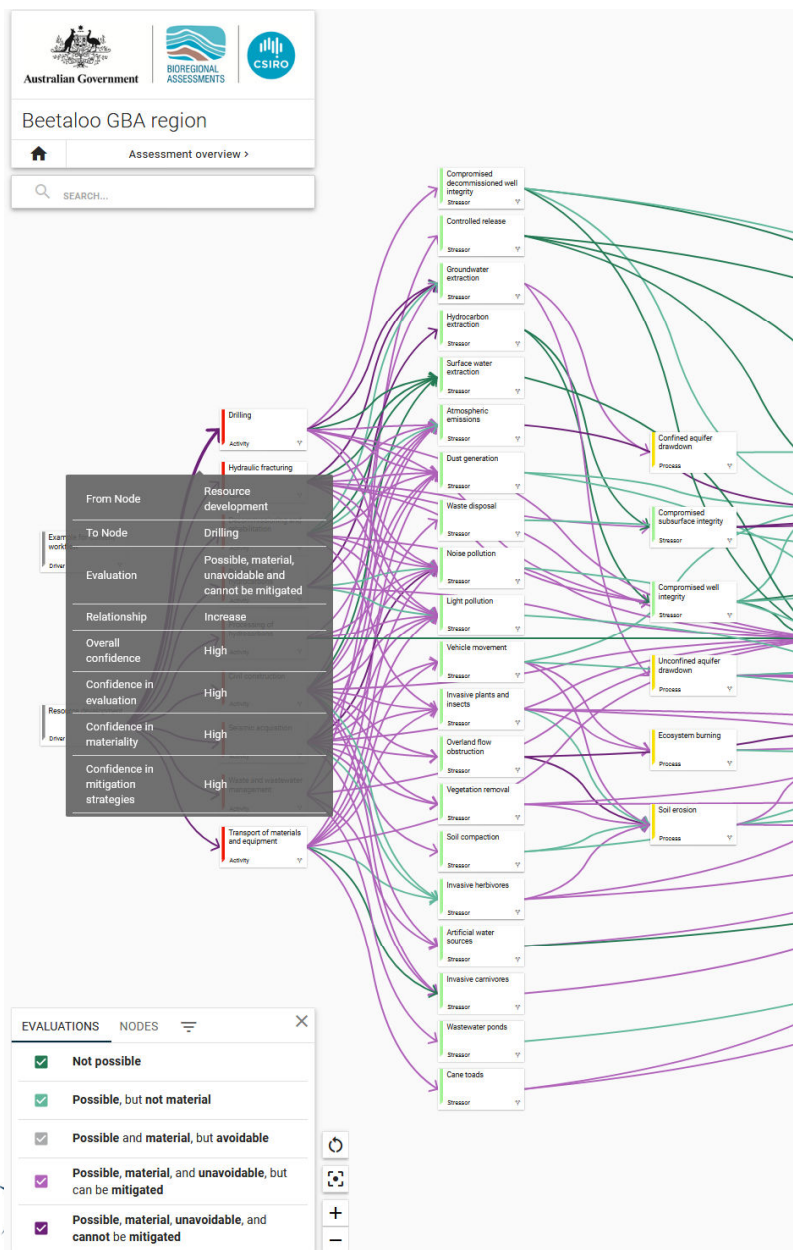 Australian Government
BIOREGIONAL
ASSESSMENTS
CSIRO
Beetaloo GBA region
Assessment overview >
SEARCH...
Drilling
Activity
Hydraulic fracturing
From Node
Resource
development
To Node
Drilling
Evaluation
Possible, material,
unavoidable and
cannot be mitigated
Relationship
Increase
Overall
confidence
High
Confidence in
evaluation
High
Confidence in
materiality
High
Confidence in
mitigation
strategies
High
Driver
Driver
Transport of materials
and equipment
Activity
Compromised
decommissioned well
integrity
Stressor
Controlled release
Stressor
Groundwater
extraction
Stressor
Hydrocarbon
extraction
Stressor
Surface water
extraction
Stressor
Atmospheric
emissions
Stressor
Dust generation
Stressor
Waste disposal
Stressor
Noise pollution
Stressor
Light pollution
Stressor
Vehicle movement
Stressor
Invasive plants and
insects
Stressor
Overland flow
obstruction
Stressor
Vegetation removal
Stressor
Soil compaction
Stressor
Invasive herbivores
Stressor
Artificial water
sources
Stressor
Invasive carnivores
Stressor
Wastewater ponds
Stressor
Cane toads
Stressor
Confined aquifer
drawdown
Process
Compromised
subsurface integrity
Stressor
Compromised well
integrity
Stressor
Unconfined aquifer
drawdown
Process
Ecosystem burning
Process
Soil erosion
Process
EVALUATIONS NODES
Not possible
Possible, but not material
Possible and material, but avoidable
Possible, material, and unavoidable, but
can be mitigated
Possible, material, unavoidable, and
cannot be mitigated